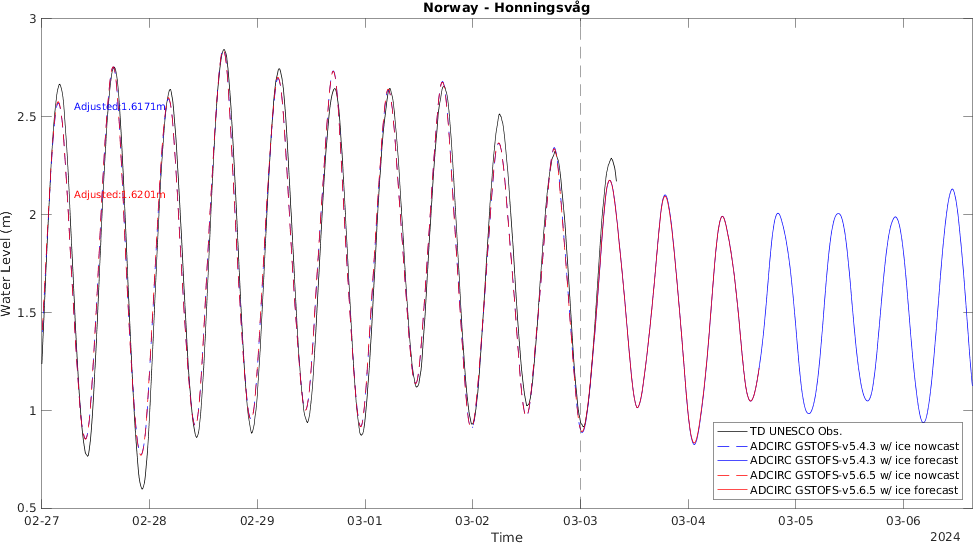 Norway - Honningsvåg
3
2.5
2
1.5
1
0.5
Water Level (m)
Adjusted:1.6171m
Adjusted:1.6201m
TD UNESCO Obs.
ADCIRC GSTOFS-v5.4.3 w/ ice nowcast
ADCIRC GSTOFS-v5.4.3 w/ ice forecast
ADCIRC GSTOFS-v5.6.5 w/ ice nowcast
ADCIRC GSTOFS-v5.6.5 w/ ice forecast
02-27 02-28 02-29 03-01 03-02 03-03 03-04 03-05 03-06
Time
2024